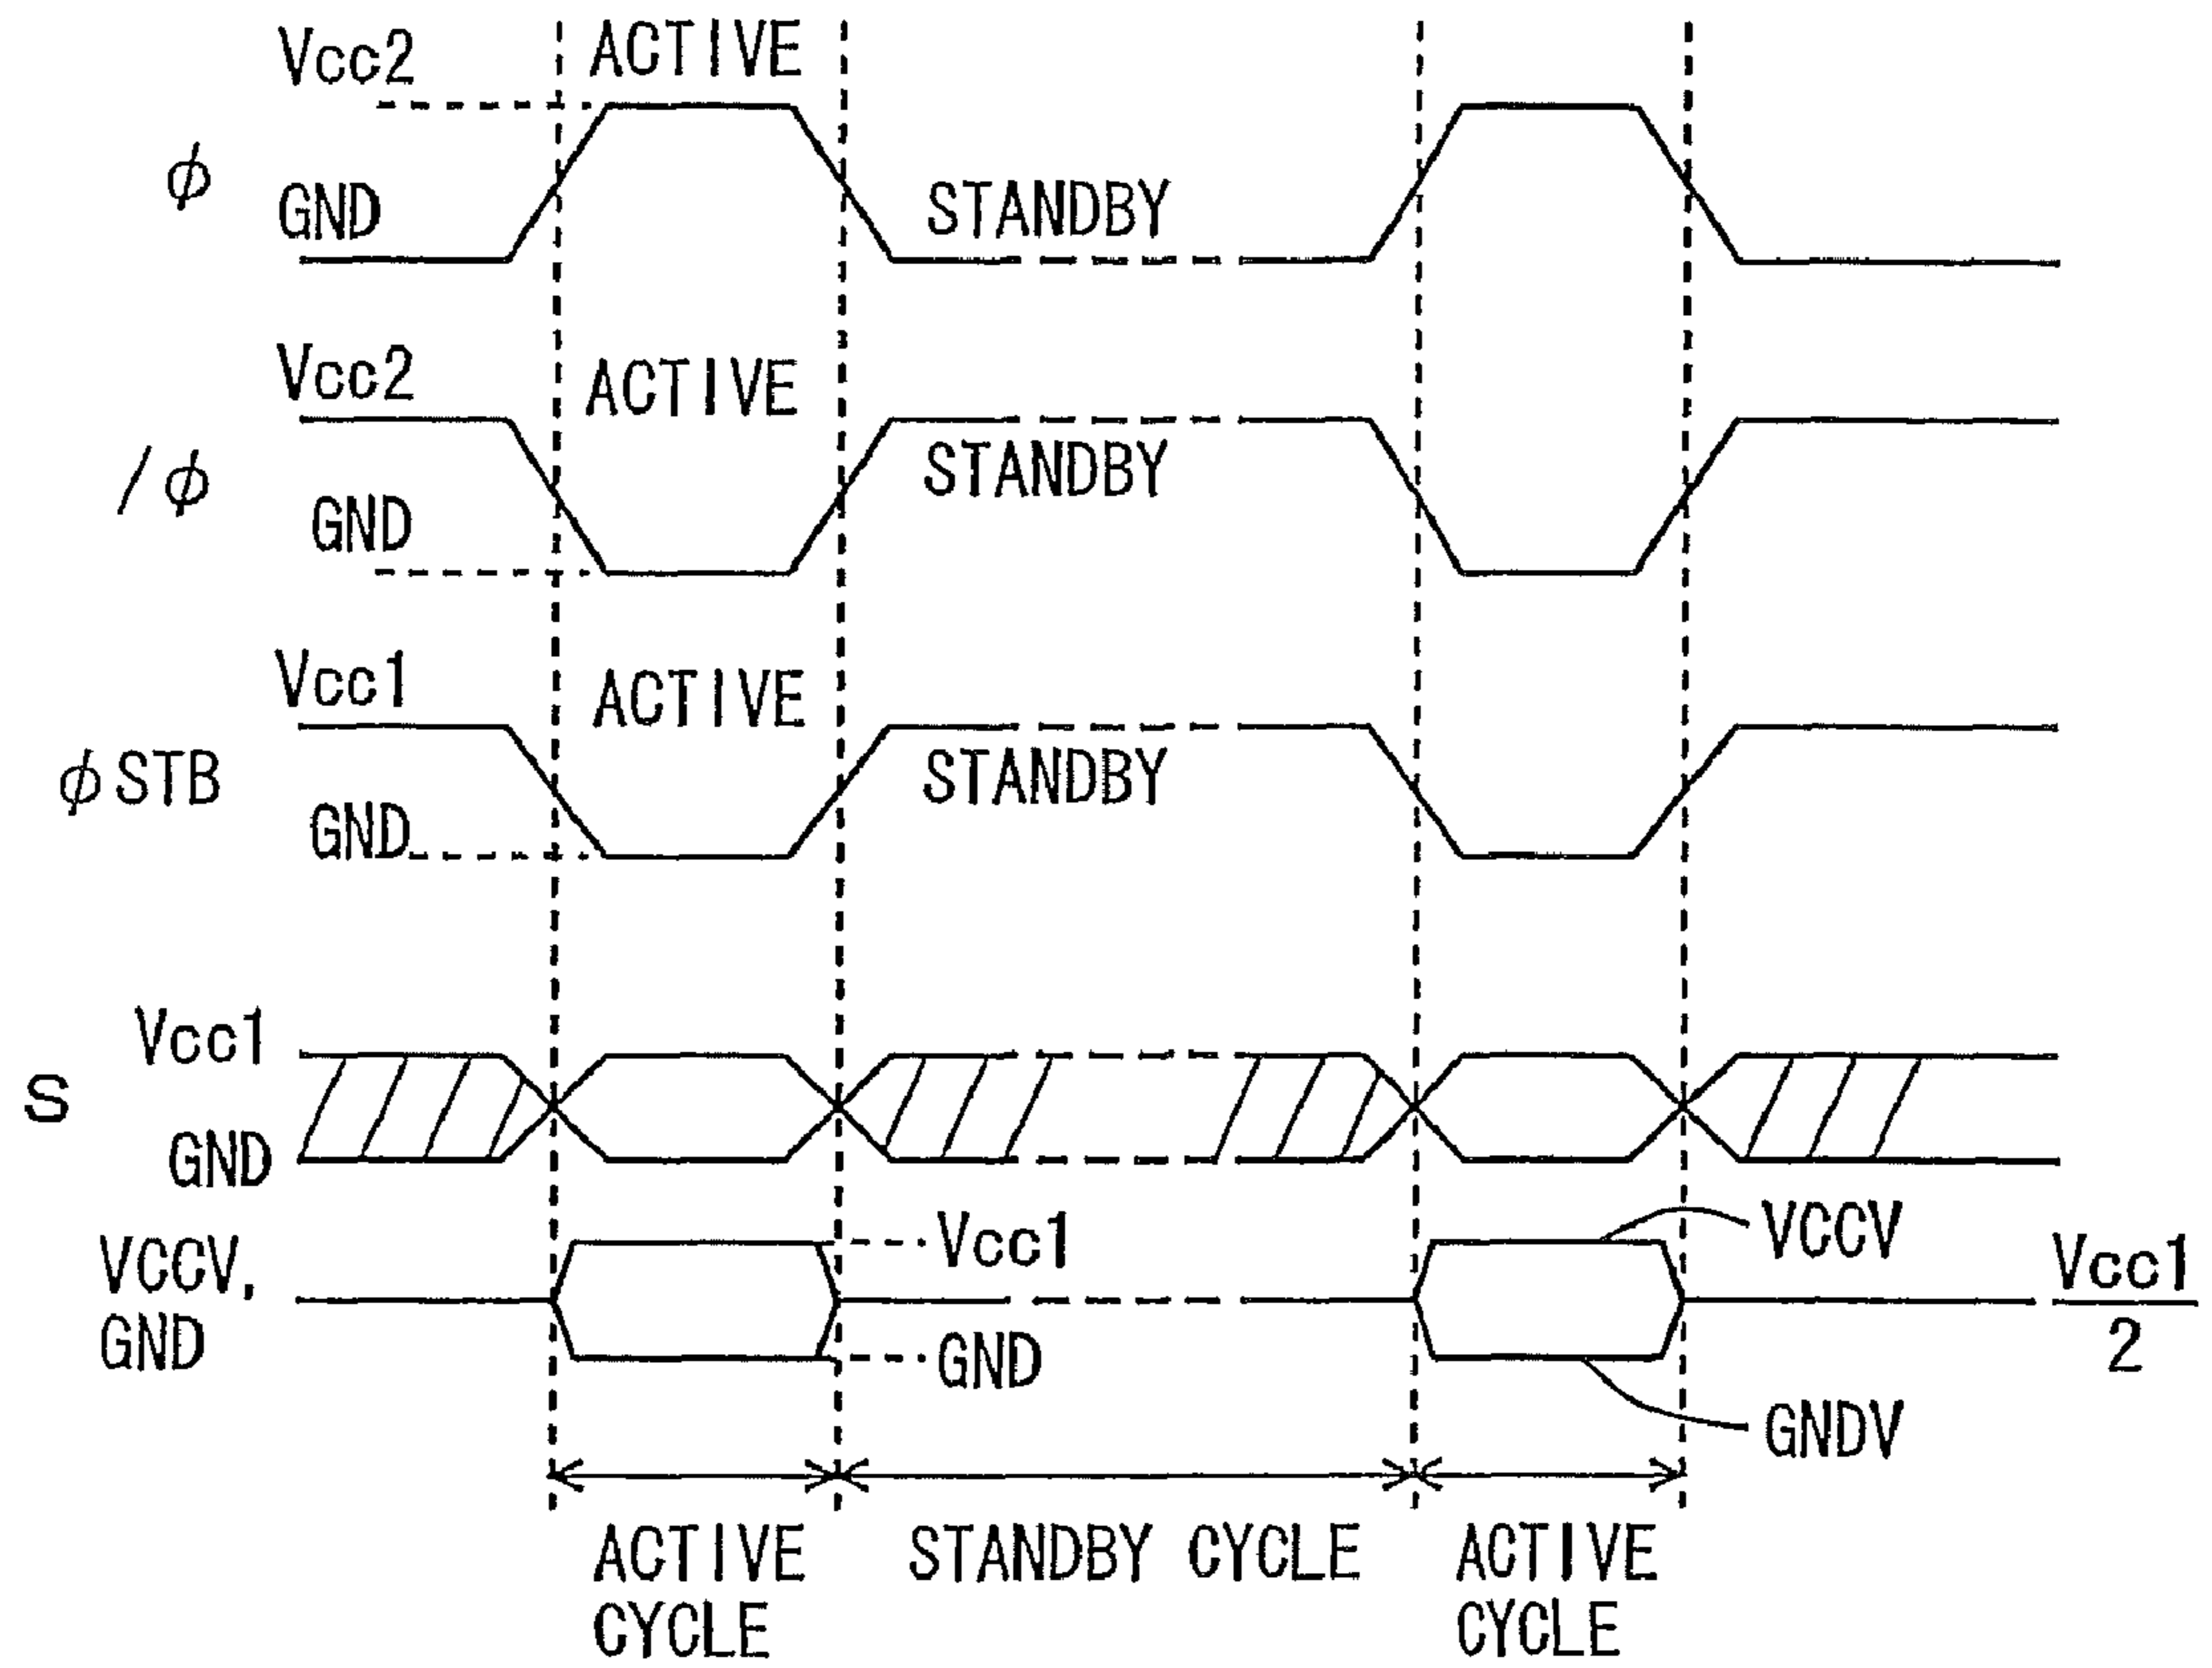 Vcc2 ACTIVE
φ
GND STANDBY
Vcc2 ACTIVE
/φ STANDBY
GND
Vcc1 ACTIVE
φSTB STANDBY
GND
Vcc1
S
GND
VCCV,
GND
Vcc1
GND
VCCV
Vcc1
2
GNDV
ACTIVE
CYCLE
STANDBY CYCLE
ACTIVE
CYCLE